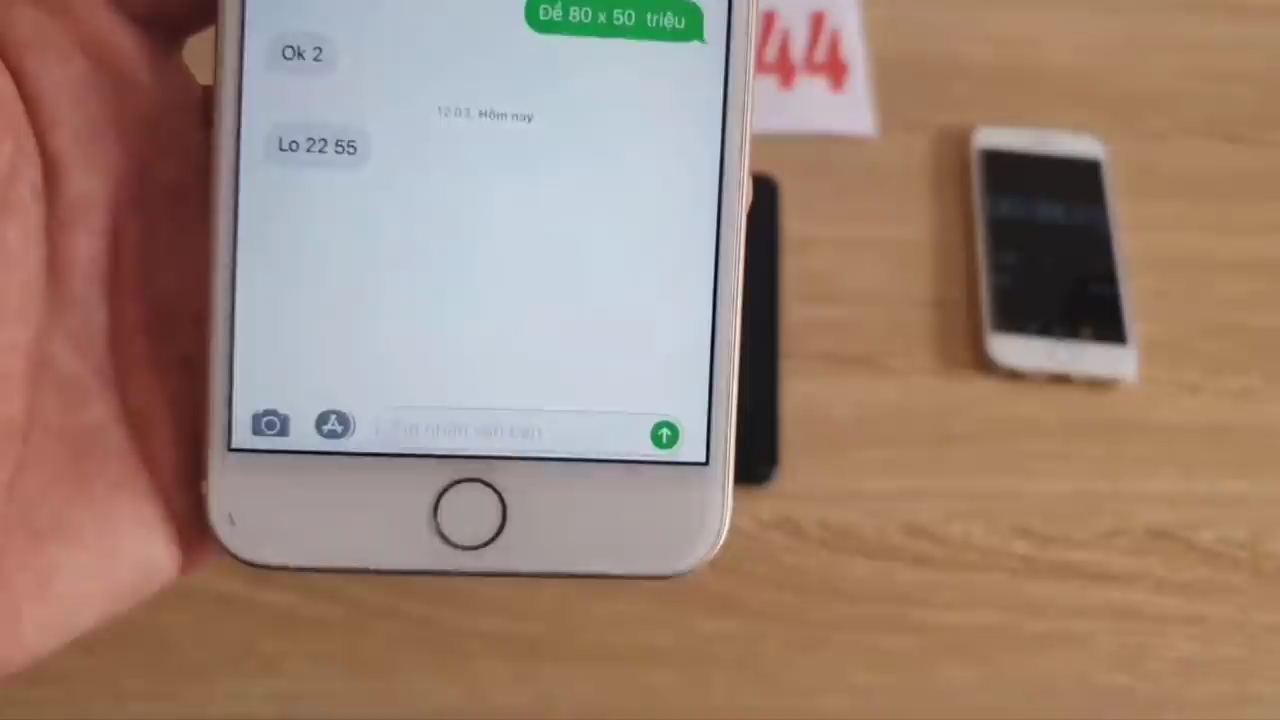 Đề 80 x 50 triệu
44
Ok 2
12:03, Hôm nay
Lo 22 55